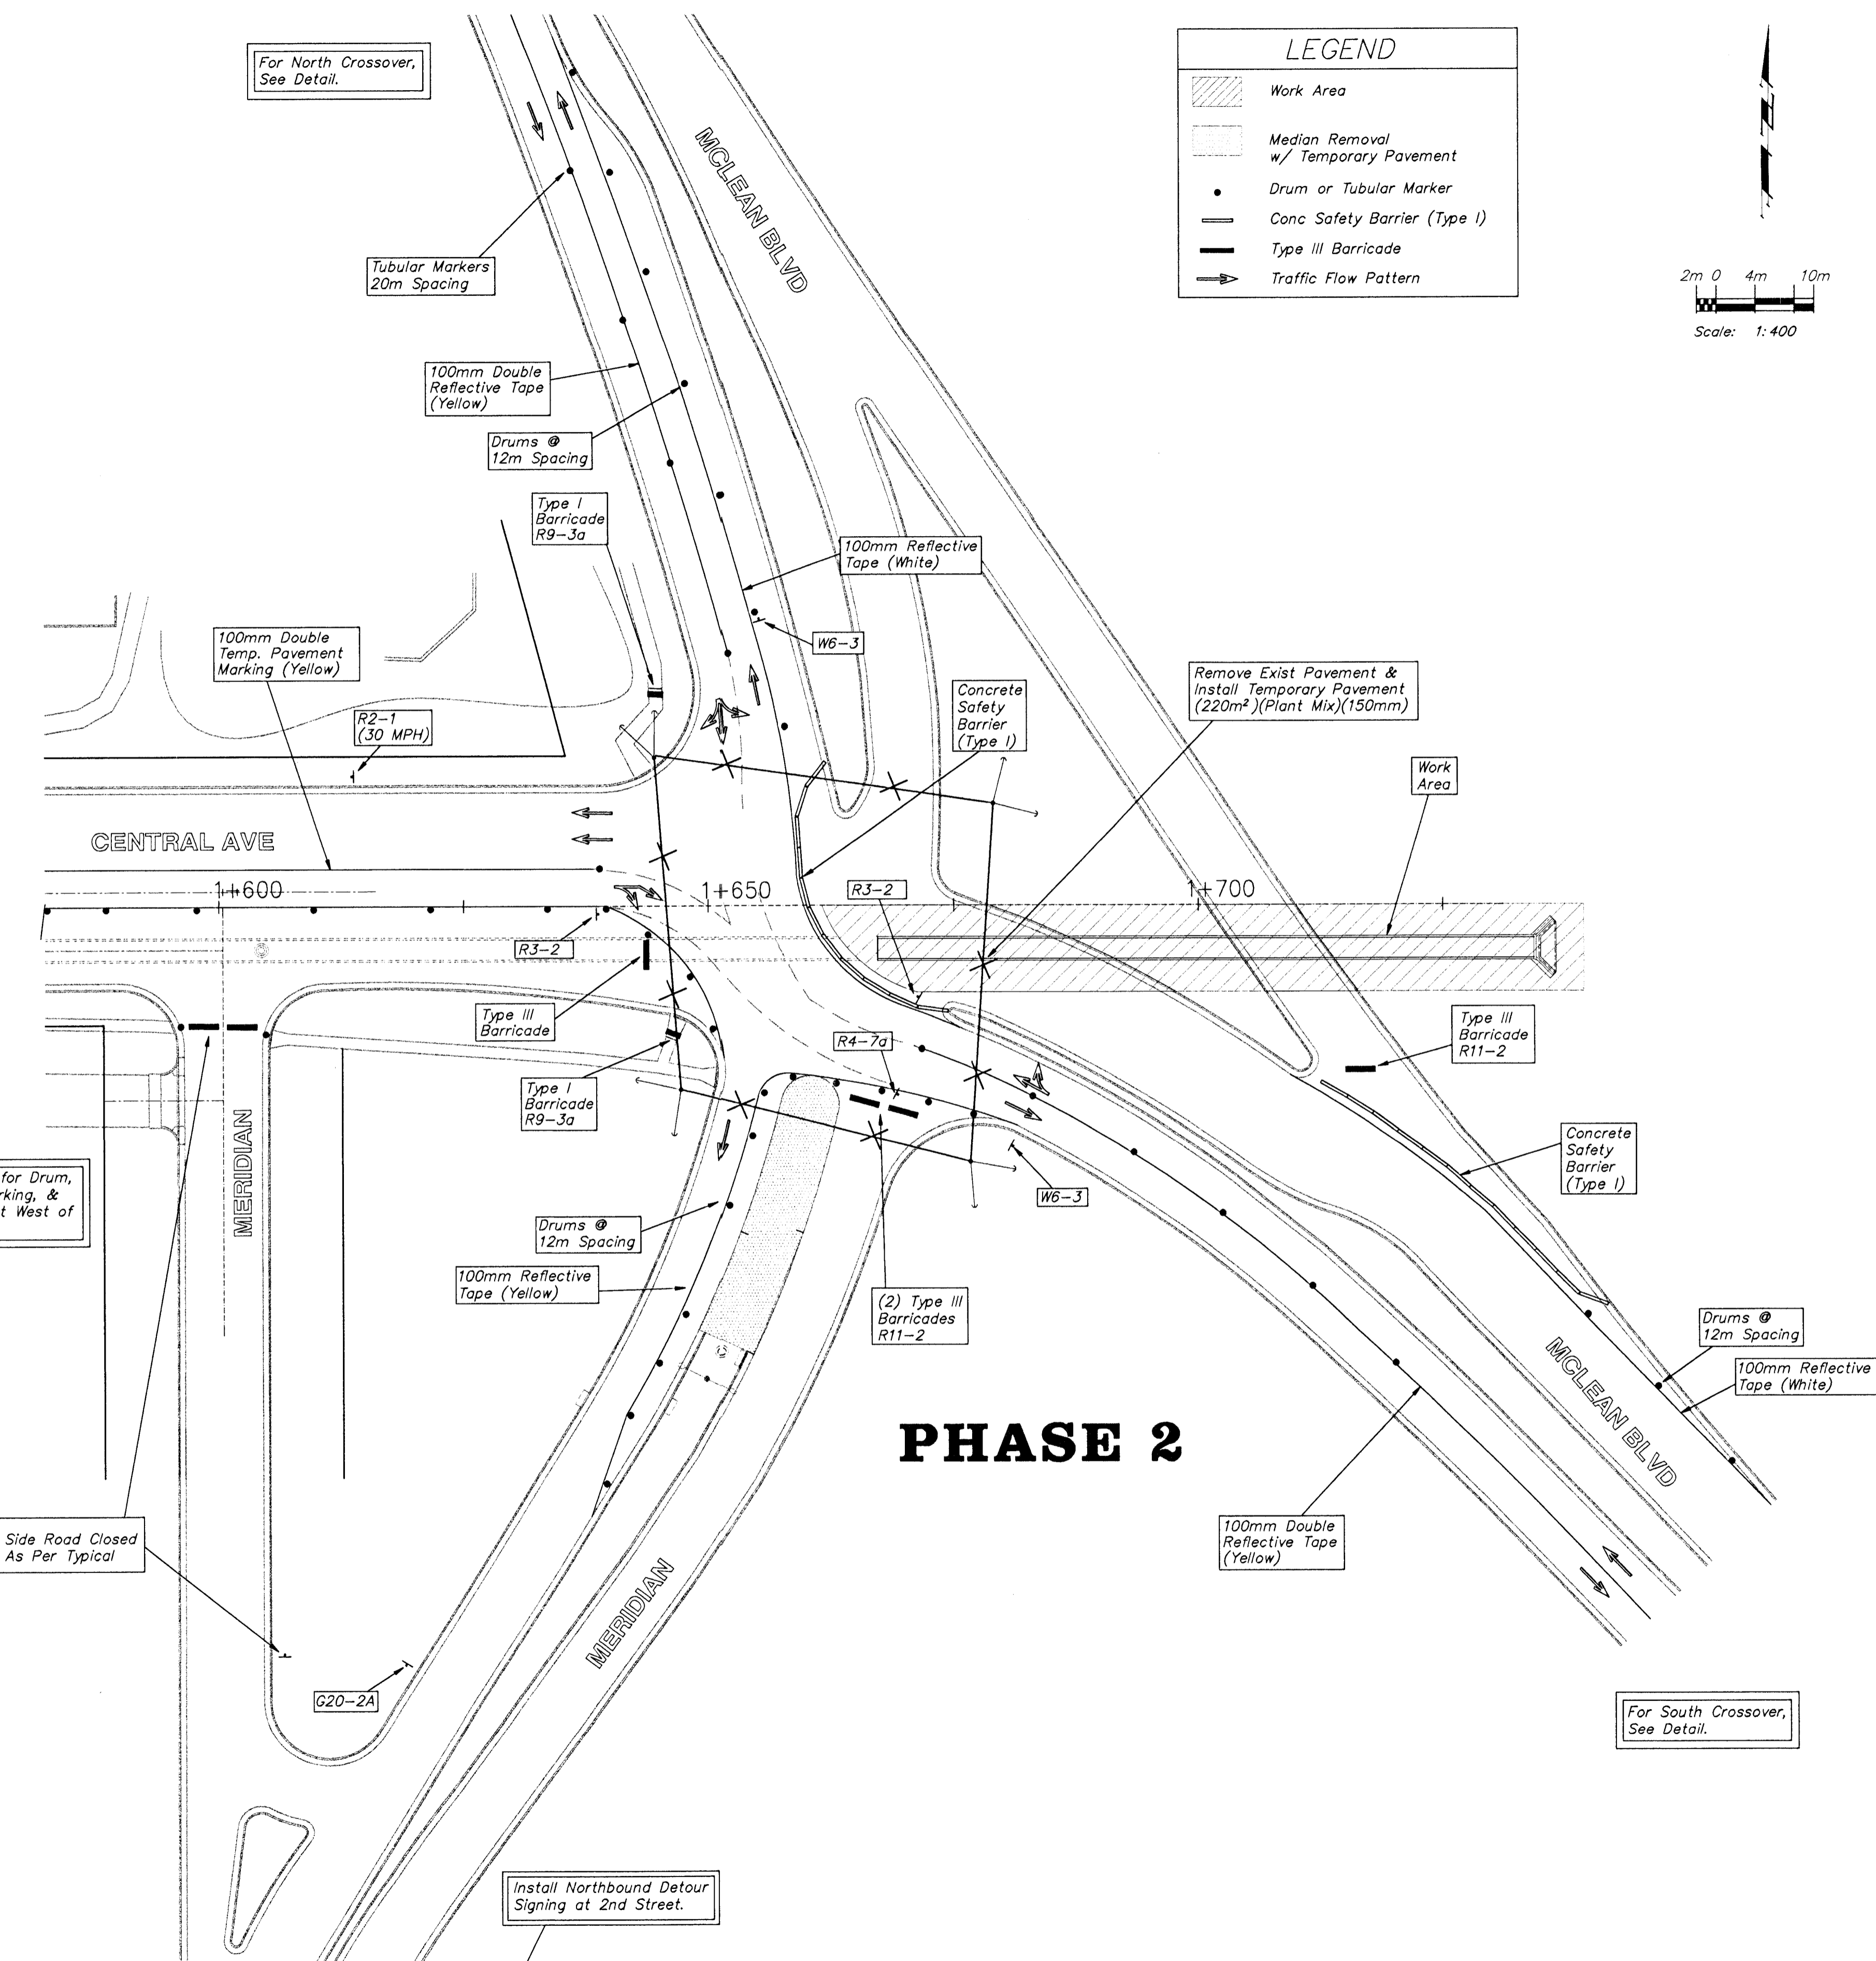 For North Crossover,
See Detail.
LEGEND
Work Area
Median Removal
w/ Temporary Pavement
Drum or Tubular Marker
Conc Safety Barrier (Type I)
Type III Barricade
Traffic Flow Pattern
2m 0 4m 10m
Scale: 1:400
MCLEAN BLVD
Tubular Markers
20m Spacing
100mm Double
Reflective Tape
(Yellow)
Drums @
12m Spacing
Type I
Barricade
R9-3a
100mm Reflective
Tape (White)
W6-3
100mm Double
Temp. Pavement
Marking (Yellow)
R2-1
(30 MPH)
Concrete
Safety
Barrier
(Type I)
Remove Exist Pavement &
Install Temporary Pavement
(220m²)(Plant Mix)(150mm)
Work
Area
CENTRAL AVE
1+600
1+650
1+700
R3-2
R3-2
Type III
Barricade
R4-7a
Type III
Barricade
R11-2
Type I
Barricade
R9-3a
MERIDIAN
Concrete
Safety
Barrier
(Type I)
for Drum,
rking, &
t West of
W6-3
Drums @
12m Spacing
100mm Reflective
Tape (Yellow)
(2) Type III
Barricades
R11-2
Drums @
12m Spacing
100mm Reflective
Tape (White)
MCLEAN BLVD
PHASE 2
Side Road Closed
As Per Typical
100mm Double
Reflective Tape
(Yellow)
MERIDIAN
G20-2A
For South Crossover,
See Detail.
Install Northbound Detour
Signing at 2nd Street.